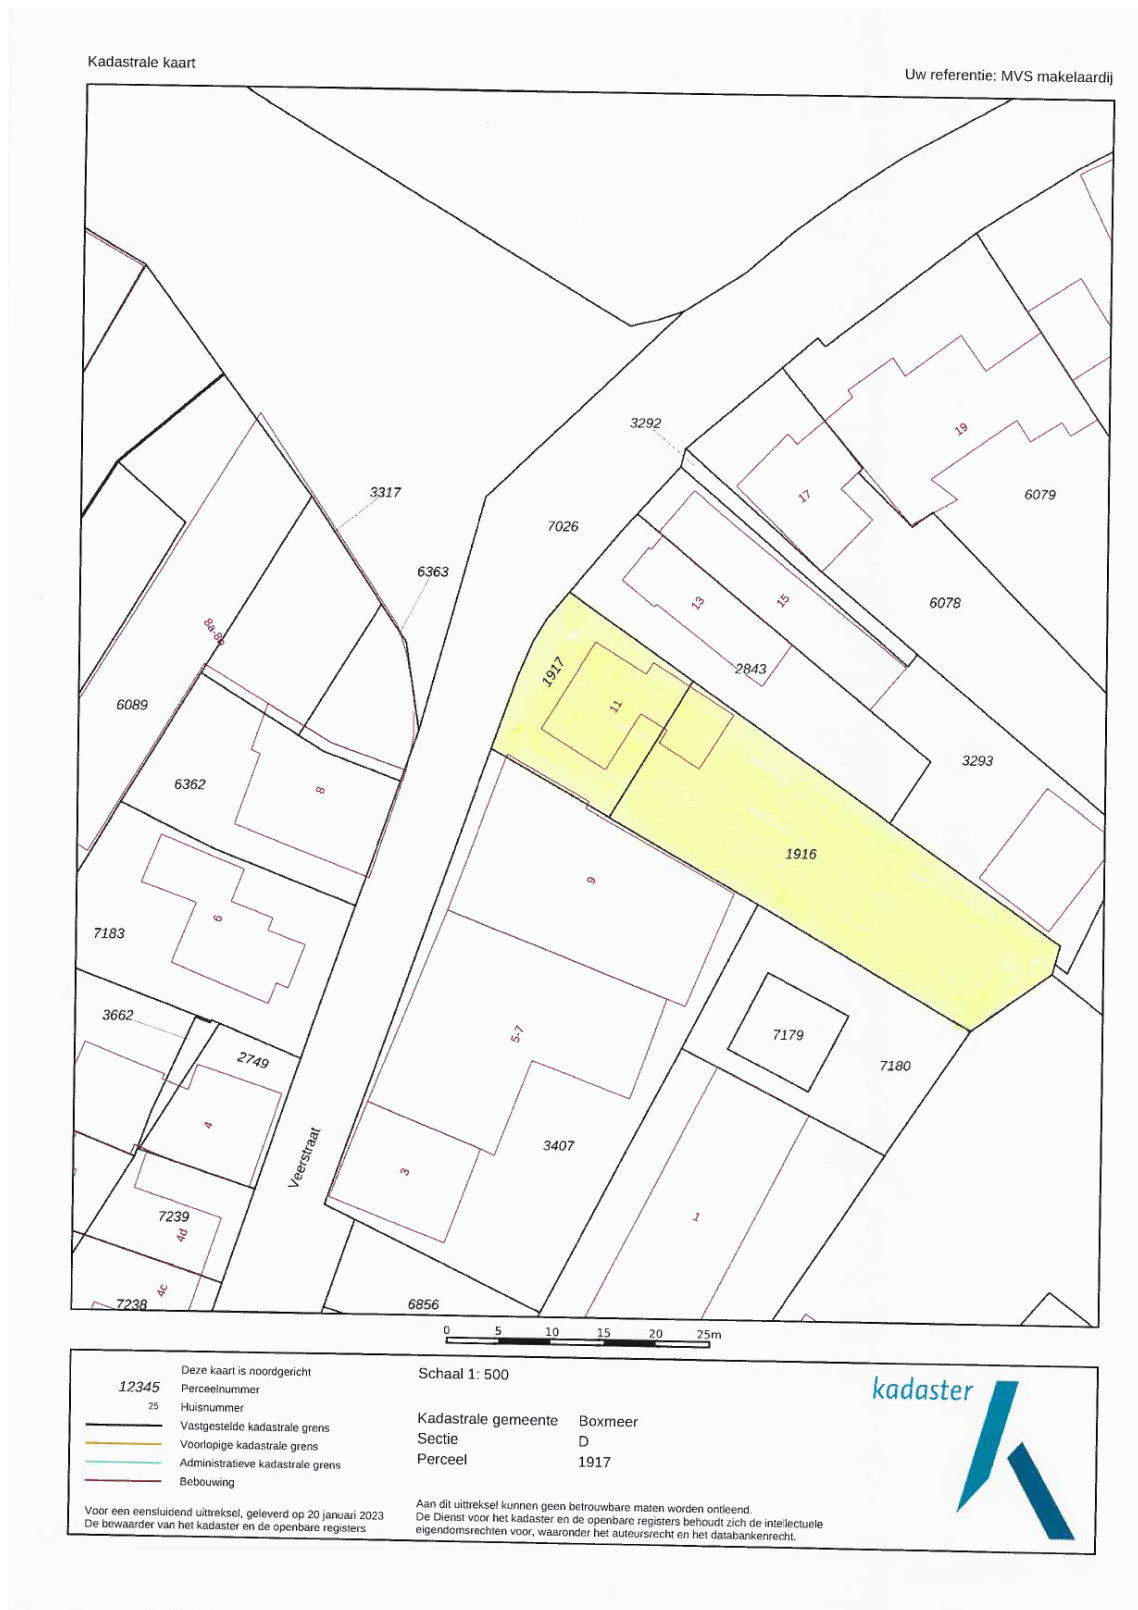 Kadastrale kaart
Uw referentie: MVS makelaardij
3292
19
3317
17
6079
7026
6363
15
13
6078
8a-8b
1917
2843
6089
11
3293
6362
8
1916
9
6
7183
3662
5-7
7179
2749
7180
4
Veerstraat
3407
3
7239
1
4d
4c
7238
6856
0 5 10 15 20 25m
Deze kaart is noordgericht
12345 Perceelnummer
25 Huisnummer
Vastgestelde kadastrale grens
Voorlopige kadastrale grens
Administratieve kadastrale grens
Bebouwing
Voor een eensluidend uittreksel, geleverd op 20 januari 2023
De bewaarder van het kadaster en de openbare registers
Schaal 1: 500
Kadastrale gemeente Boxmeer
Sectie D
Perceel 1917
Aan dit uittreksel kunnen geen betrouwbare maten worden ontleend.
De Dienst voor het kadaster en de openbare registers behoudt zich de intellectuele
eigendomsrechten voor, waaronder het auteursrecht en het databankenrecht.
kadaster